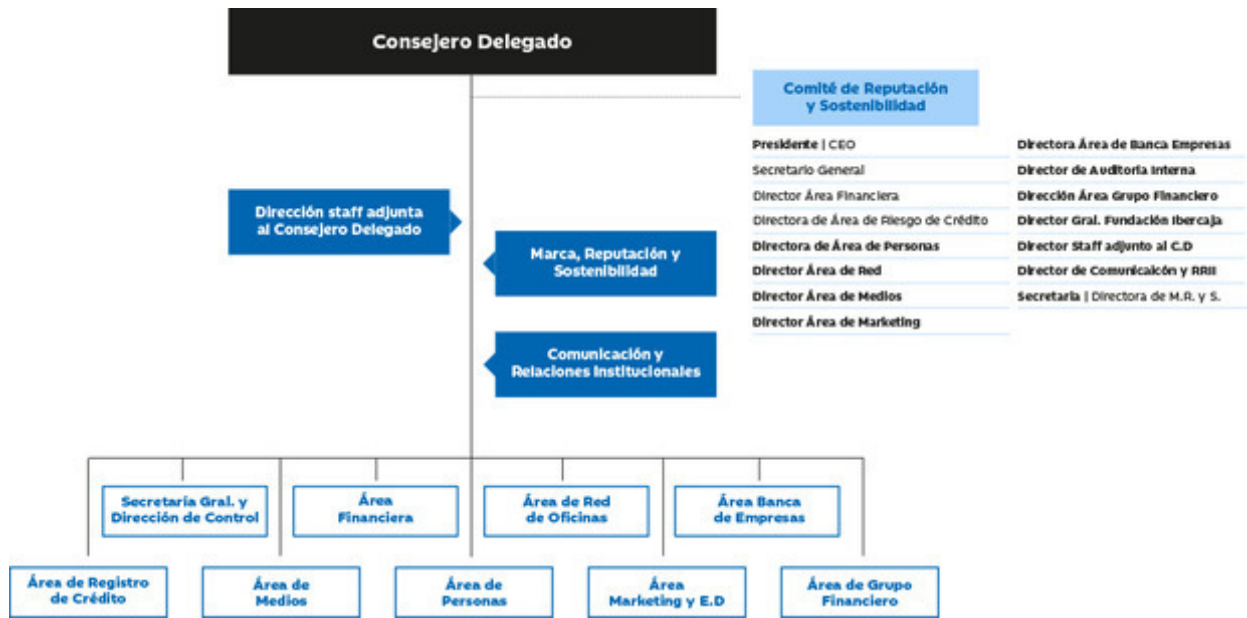 Consejero Delegado
Comité de Reputación
y Sostenibilidad
Presidente | CEO
Secretario General
Director Área Financiera
Directora de Área de Riesgo de Crédito
Directora de Área de Personas
Director Área de Red
Director Área de Medios
Director Área de Marketing
Directora Área de Banca Empresas
Director de Auditoria Interna
Dirección Área Grupo Financiero
Director Gral. Fundación Ibercaja
Director Staff adjunto al C.D
Director de Comunicaicón y RRII
Secretaria | Directora de M.R. y S.
Dirección staff adjunta
al Consejero Delegado
Marca, Reputación y
Sostenibilidad
Comunicación y
Relaciones Institucionales
Secretaria Gral. y
Dirección de Control
Área
Financiera
Área de Red
de Oficinas
Área Banca
de Empresas
Área de Registro
de Crédito
Área de
Medios
Área de
Personas
Área
Marketing y E.D
Área de Grupo
Financiero